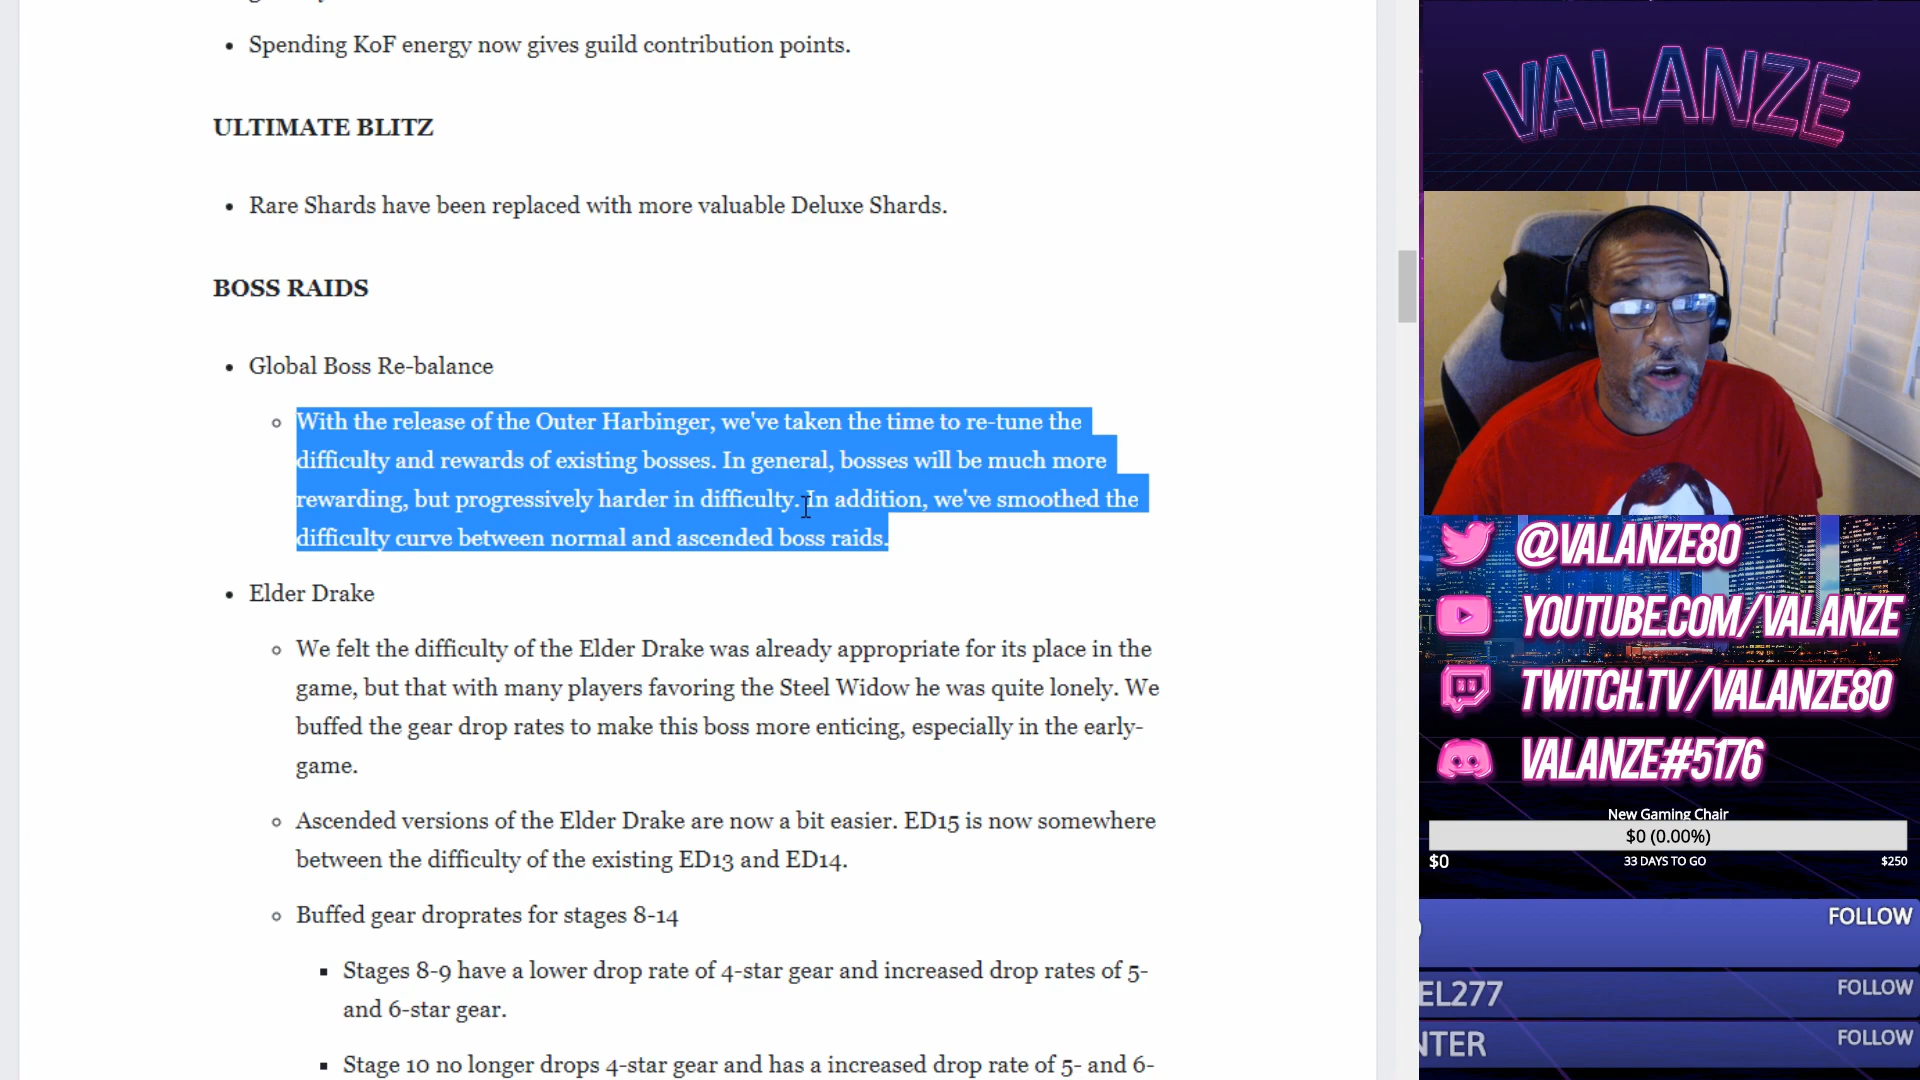 Spending KoF energy now gives guild contribution points.
ULTIMATE BLITZ
Rare Shards have been replaced with more valuable Deluxe Shards.
BOSS RAIDS
Global Boss Re-balance
With the release of the Outer Harbinger, we've taken the time to re-tune the
difficulty and rewards of existing bosses. In general, bosses will be much more
rewarding, but progressively harder in difficulty. In addition, we've smoothed the
difficulty curve between normal and ascended boss raids.
Elder Drake
We felt the difficulty of the Elder Drake was already appropriate for its place in the
game, but that with many players favoring the Steel Widow he was quite lonely. We
buffed the gear drop rates to make this boss more enticing, especially in the early-
game.
Ascended versions of the Elder Drake are now a bit easier. ED15 is now somewhere
between the difficulty of the existing ED13 and ED14.
Buffed gear droprates for stages 8-14
Stages 8-9 have a lower drop rate of 4-star gear and increased drop rates of 5-
and 6-star gear.
Stage 10 no longer drops 4-star gear and has a increased drop rate of 5- and 6-
VALANZE
@VALANZE80
YOUTUBE.COM/VALANZE
TWITCH.TV/VALANZE80
VALANZE#5176
New Gaming Chair
$0 (0.00%)
$0 33 DAYS TO GO $250
FOLLOW
EL277 FOLLOW
NTER FOLLOW